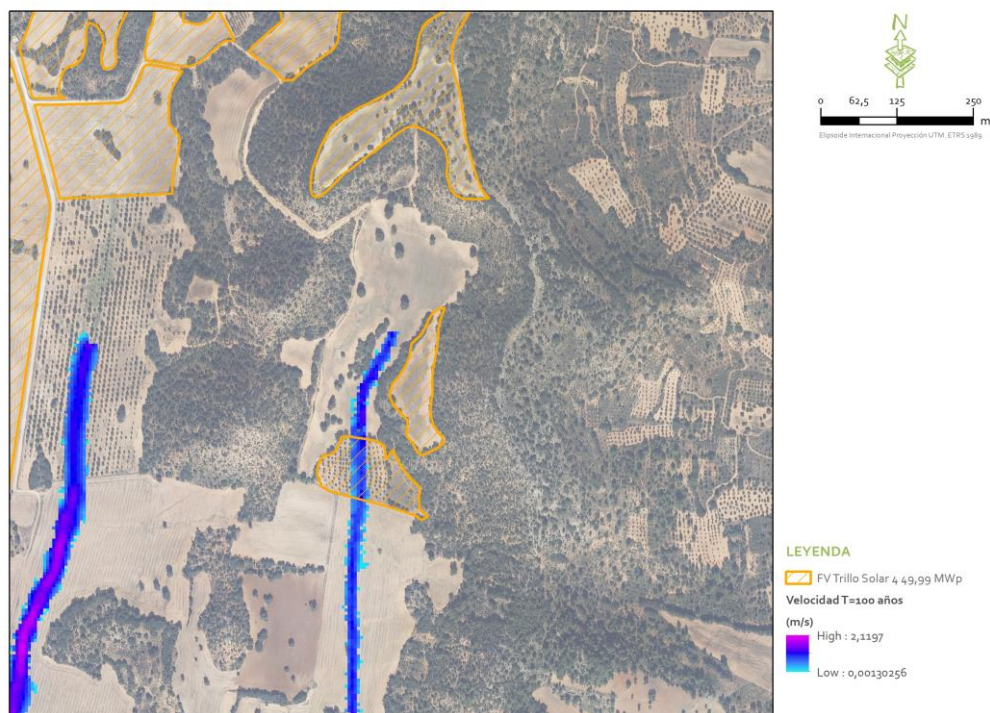 N
0 62,5 125 250
m
Elipsoide Internacional Proyección UTM. ETRS 1989.
LEYENDA
FV Trillo Solar 4 49,99 MWp
Velocidad T=100 años
(m/s)
High : 2,1197
Low : 0,00130256